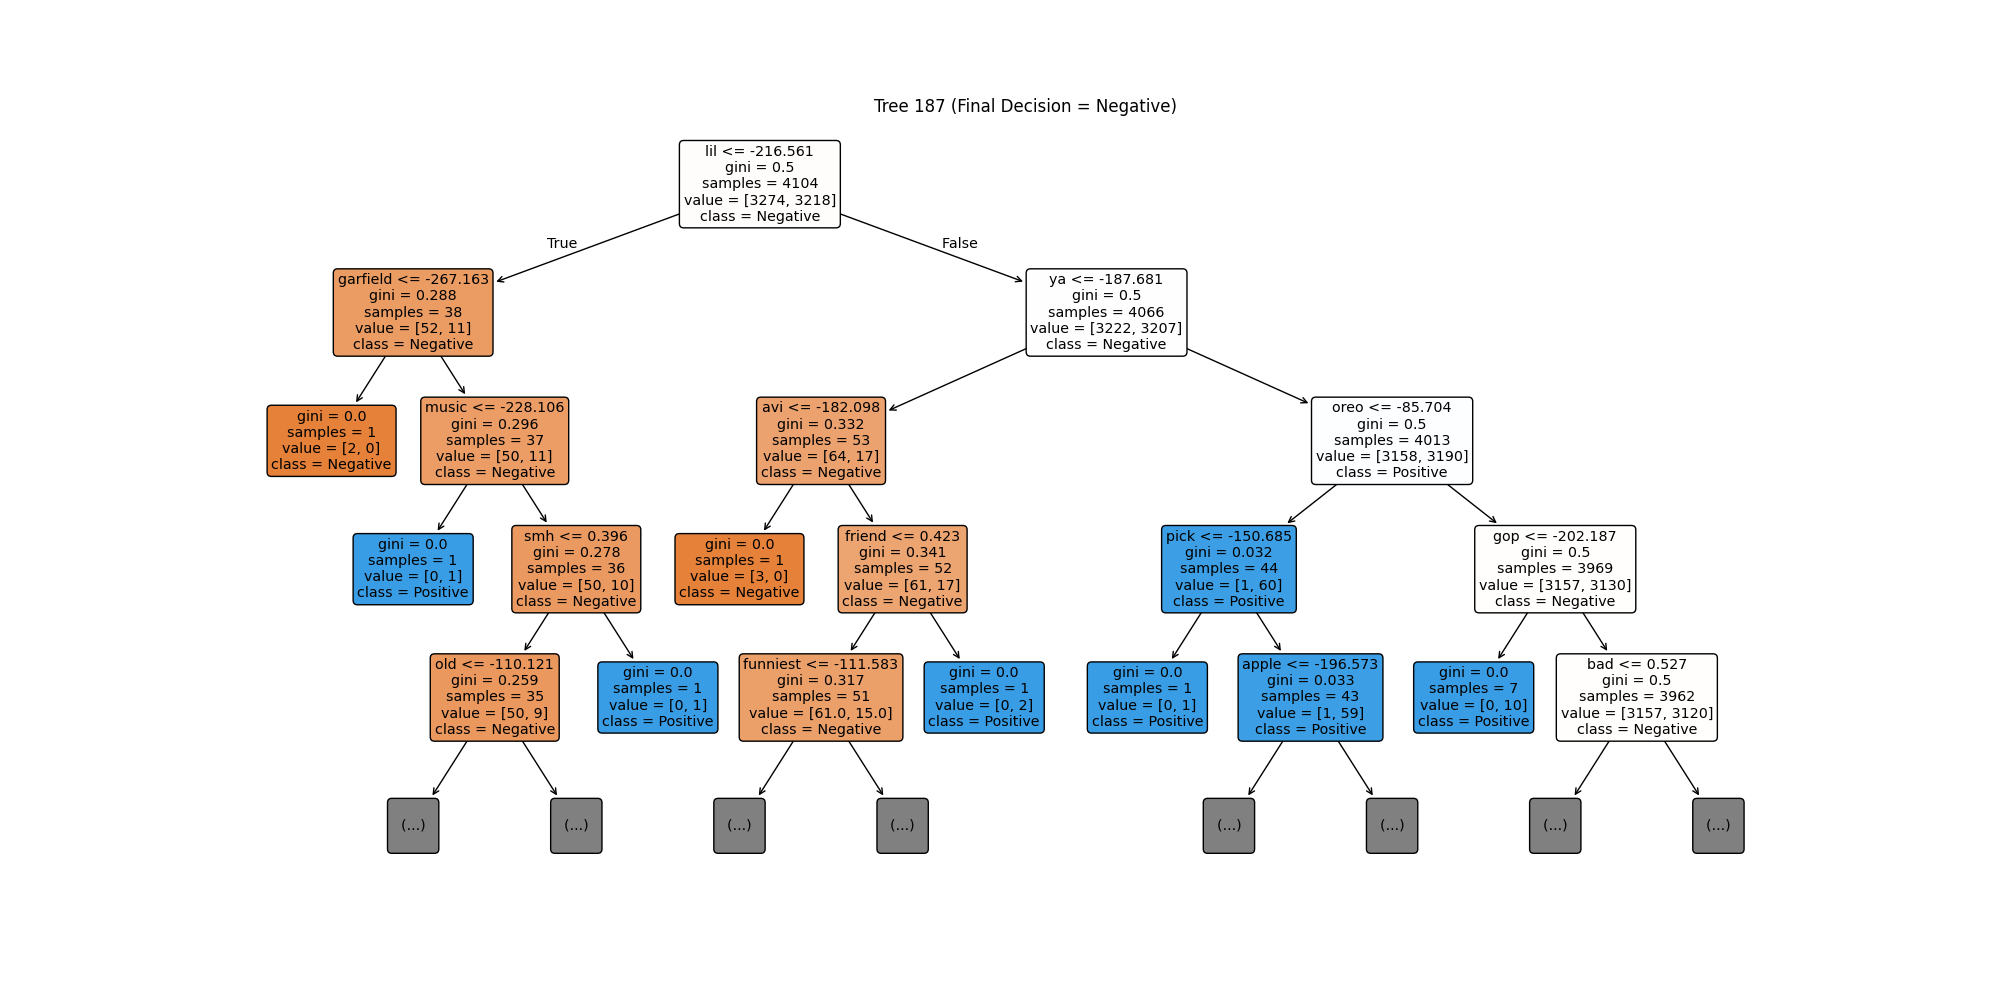 Tree 187 (Final Decision = Negative)
lil <= -216.561
gini = 0.5
samples = 4104
value = [3274, 3218]
class = Negative
True
False
garfield <= -267.163
gini = 0.288
samples = 38
value = [52, 11]
class = Negative
ya <= -187.681
gini = 0.5
samples = 4066
value = [3222, 3207]
class = Negative
gini = 0.0
samples = 1
value = [2, 0]
class = Negative
music <= -228.106
gini = 0.296
samples = 37
value = [50, 11]
class = Negative
avi <= -182.098
gini = 0.332
samples = 53
value = [64, 17]
class = Negative
oreo <= -85.704
gini = 0.5
samples = 4013
value = [3158, 3190]
class = Positive
gini = 0.0
samples = 1
value = [0, 1]
class = Positive
smh <= 0.396
gini = 0.278
samples = 36
value = [50, 10]
class = Negative
gini = 0.0
samples = 1
value = [3, 0]
class = Negative
friend <= 0.423
gini = 0.341
samples = 52
value = [61, 17]
class = Negative
pick <= -150.685
gini = 0.032
samples = 44
value = [1, 60]
class = Positive
gop <= -202.187
gini = 0.5
samples = 3969
value = [3157, 3130]
class = Negative
old <= -110.121
gini = 0.259
samples = 35
value = [50, 9]
class = Negative
gini = 0.0
samples = 1
value = [0, 1]
class = Positive
funniest <= -111.583
gini = 0.317
samples = 51
value = [61.0, 15.0]
class = Negative
gini = 0.0
samples = 1
value = [0, 2]
class = Positive
gini = 0.0
samples = 1
value = [0, 1]
class = Positive
apple <= -196.573
gini = 0.033
samples = 43
value = [1, 59]
class = Positive
gini = 0.0
samples = 7
value = [0, 10]
class = Positive
bad <= 0.527
gini = 0.5
samples = 3962
value = [3157, 3120]
class = Negative
(...)
(...)
(...)
(...)
(...)
(...)
(...)
(...)